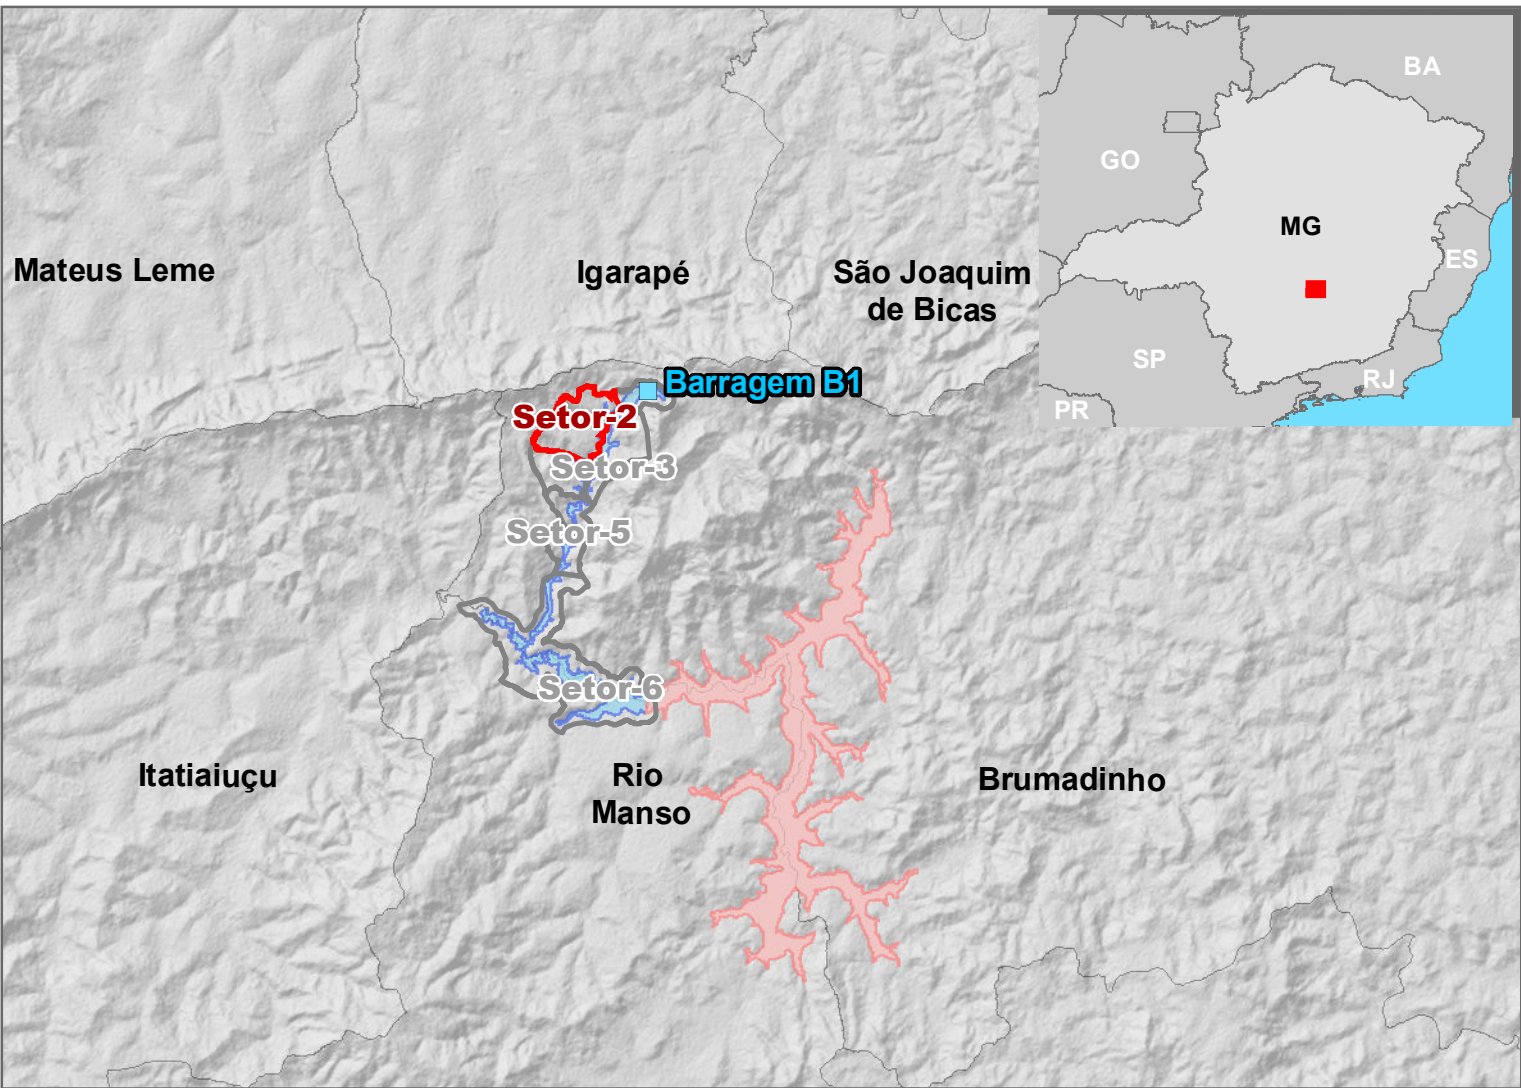 BA
GO
MG
ES
SP
RJ
PR
Mateus Leme
Igarapé
São Joaquim
de Bicas
Barragem B1
Setor-2
Setor-3
Setor-5
Setor-6
Itatiaiuçu
Rio
Manso
Brumadinho